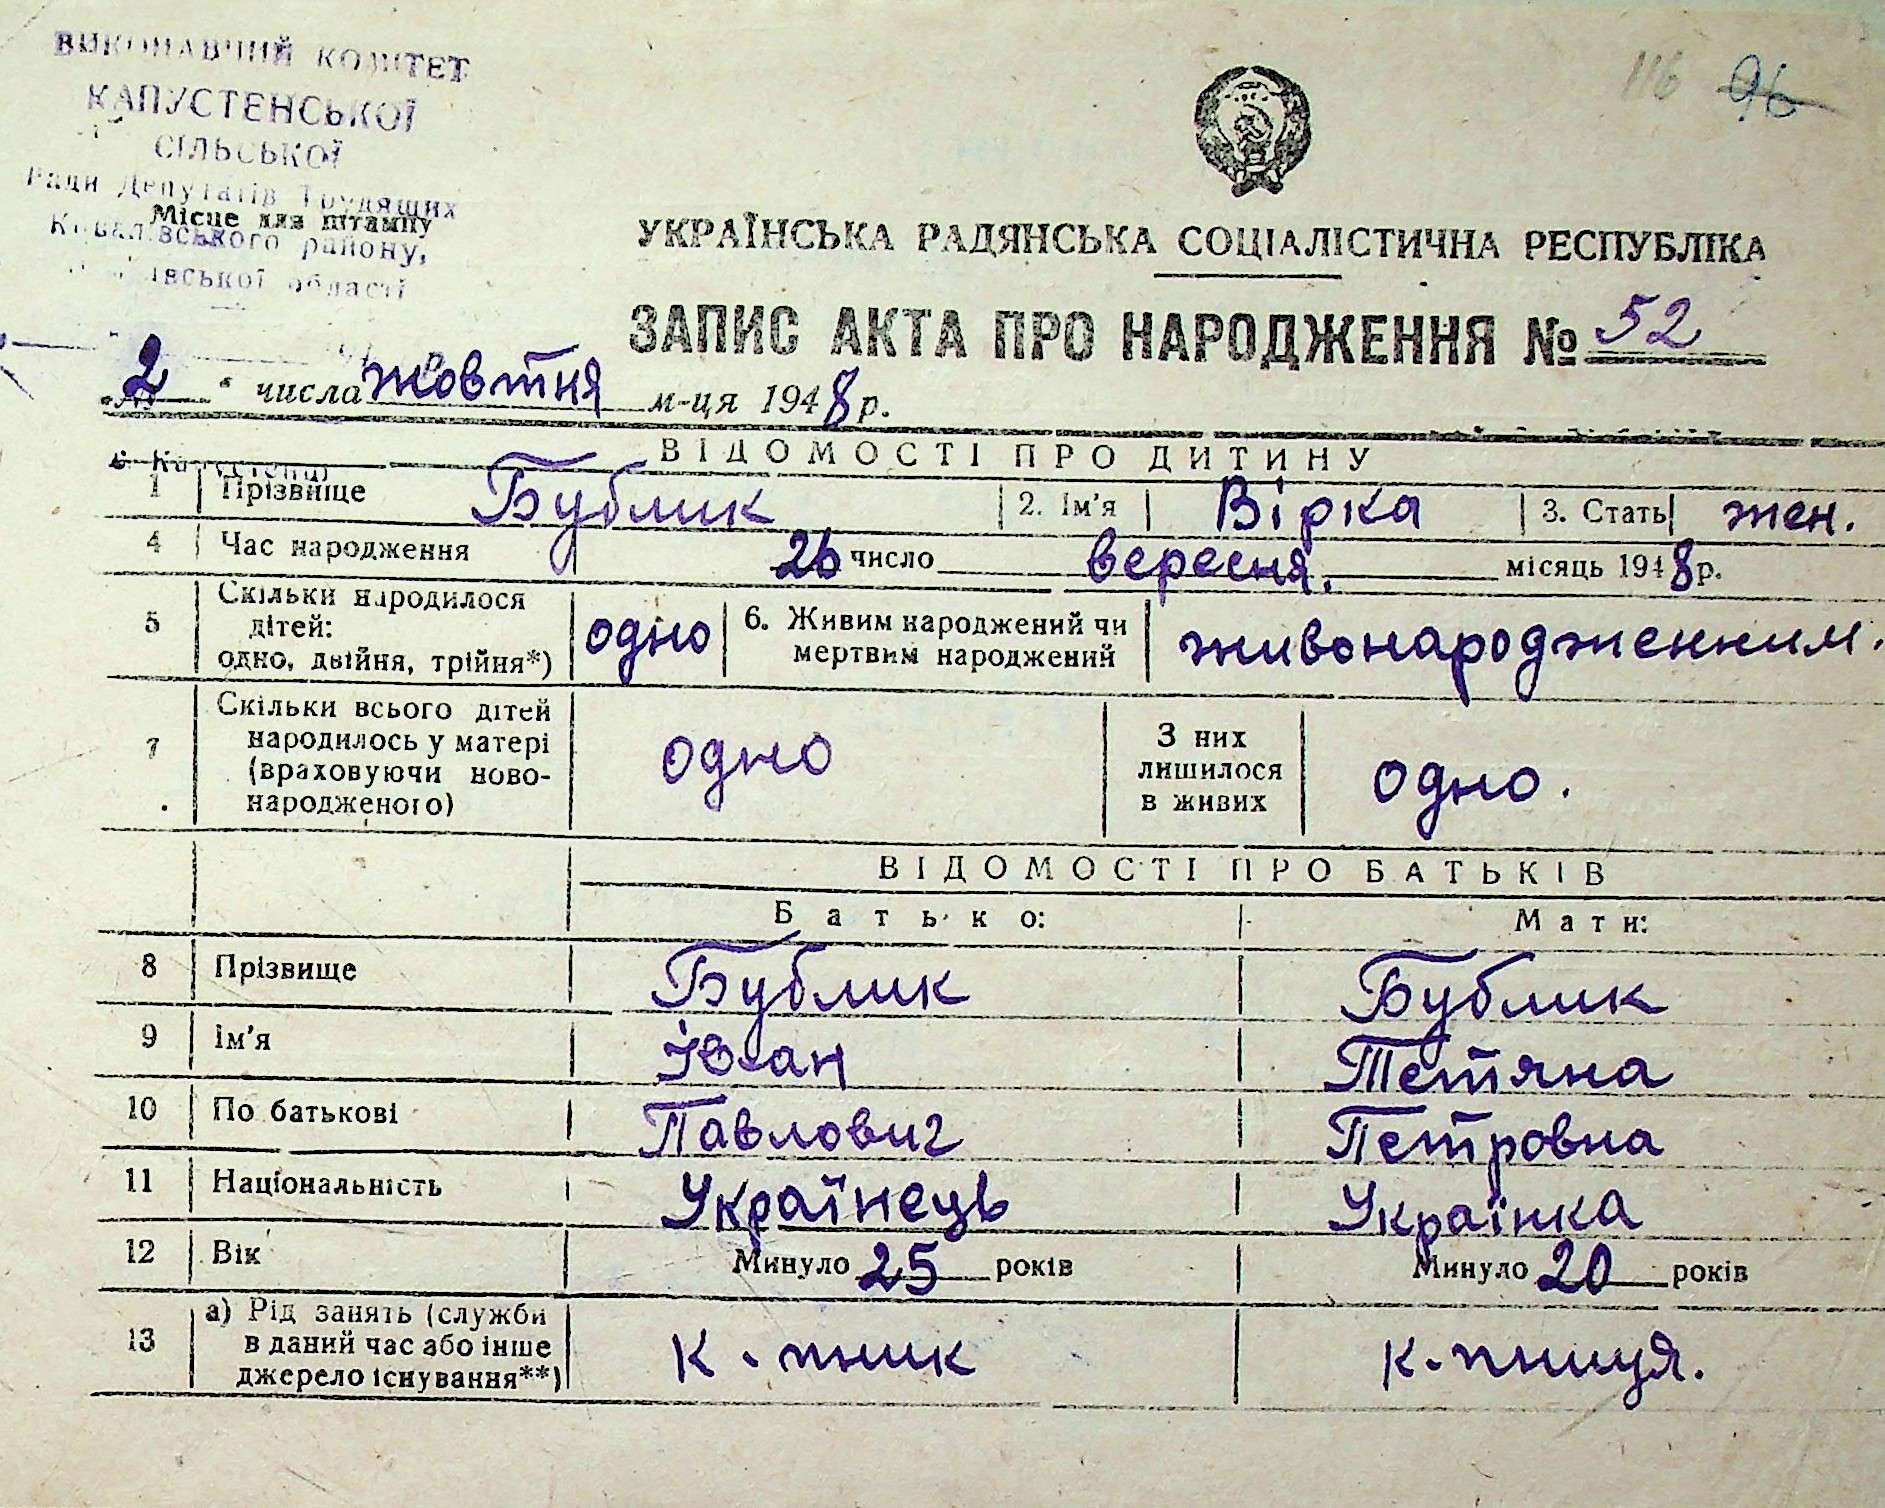 ВИКОНАВЧИЙ КОМІТЕТ
КАПУСТЕНСЬКОЇ
СІЛЬСЬКОЇ
Ради Депутатів Трудящих
Місце для штампу
району,
області
116 96
УКРАЇНСЬКА РАДЯНСЬКА СОЦІАЛІСТИЧНА РЕСПУБЛІКА
ЗАПИС АКТА ПРО НАРОДЖЕННЯ № 52
2 " числа жовтня м-ця 1948 р.
ВІДОМОСТІ ПРО ДИТИНУ
1 Прізвище Бублик 2. Ім'я Вірка 3. Стать жен.
4 Час народження 26 число вересня. місяць 1948 р.
5 Скільки народилося дітей: одно, двійня, трійня*) одно 6. Живим народжений чи мертвим народжений живонародженним.
7 Скільки всього дітей народилось у матері (враховуючи ново-народженого) одно З них лишилося в живих одно.
ВІДОМОСТІ ПРО БАТЬКІВ
Батько: Мати:
8 Прізвище Бублик Бублик
9 Ім'я Іван Тетяна
10 По батькові Павлович Петровна
11 Національність Українець Українка
12 Вік Минуло 25 років Минуло 20 років
13 а) Рід занять (служби в даний час або інше джерело існування**) к-пник к-пниця.